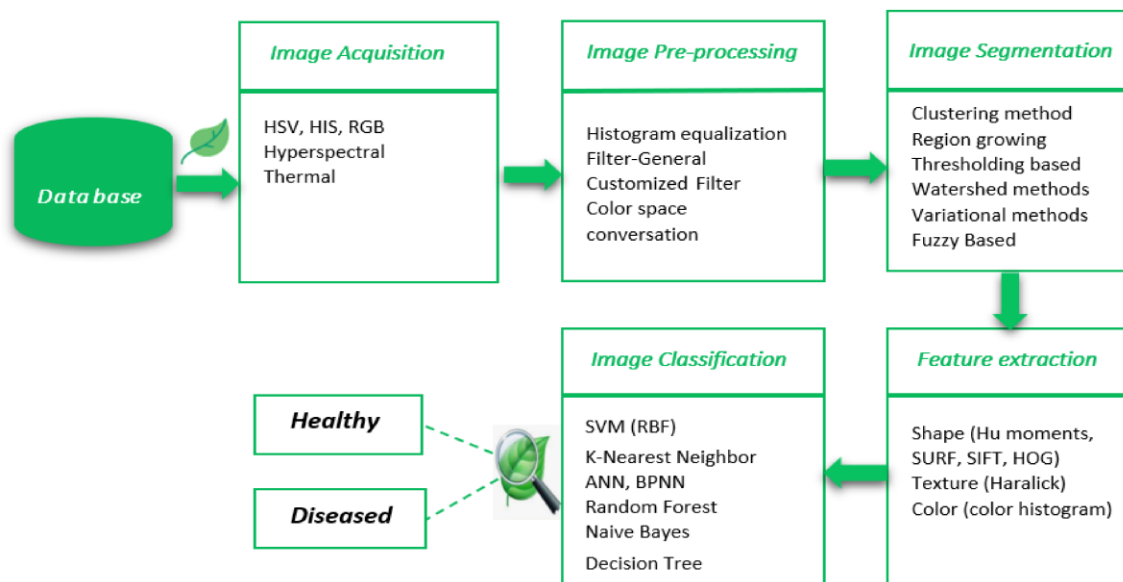 Database
Image Acquisition
HSV, HIS, RGB
Hyperspectral
Thermal
Image Pre-processing
Histogram equalization
Filter-General
Customized Filter
Color space
conversation
Image Segmentation
Clustering method
Region growing
Thresholding based
Watershed methods
Variational methods
Fuzzy Based
Feature extraction
Shape (Hu moments,
SURF, SIFT, HOG)
Texture (Haralick)
Color (color histogram)
Image Classification
SVM (RBF)
K-Nearest Neighbor
ANN, BPNN
Random Forest
Naive Bayes
Decision Tree
Healthy
Diseased